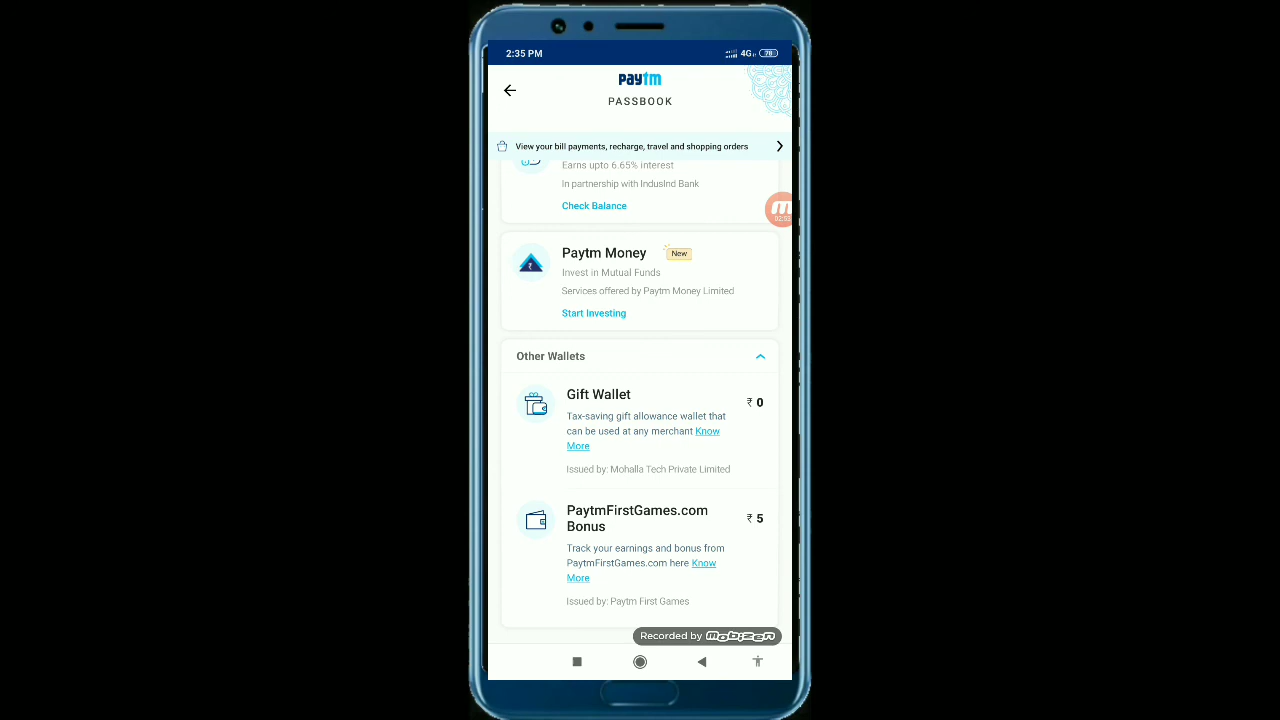 2:35 PM
4G
78
paytm
PASSBOOK
View your bill payments, recharge, travel and shopping orders
Earns upto 6.65% interest
In partnership with IndusInd Bank
Check Balance
02:51
Paytm Money New
Invest in Mutual Funds
Services offered by Paytm Money Limited
Start Investing
Other Wallets
Gift Wallet
₹ 0
Tax-saving gift allowance wallet that
can be used at any merchant Know
More
Issued by: Mohalla Tech Private Limited
PaytmFirstGames.com
₹ 5
Bonus
Track your earnings and bonus from
PaytmFirstGames.com here Know
More
Issued by: Paytm First Games
Recorded by mobizen